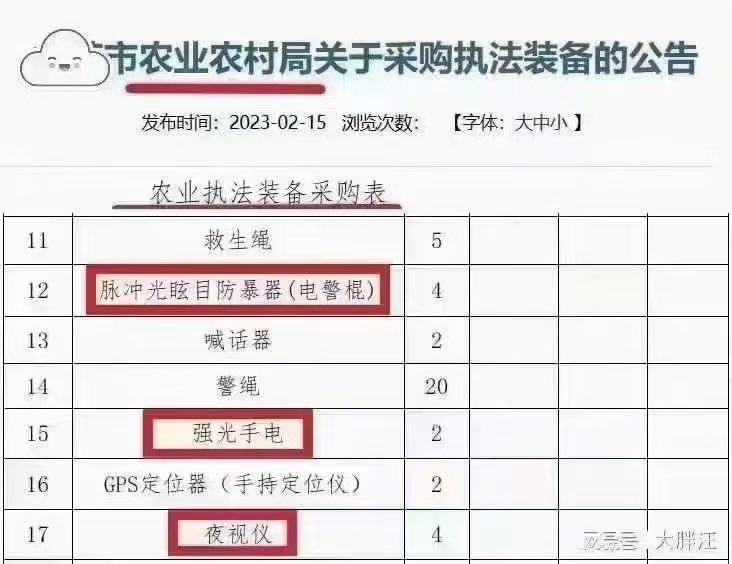 市农业农村局关于采购执法装备的公告
发布时间：2023-02-15 浏览次数： 【字体：大中小】
农业执法装备采购表
11 救生绳 5
12 脉冲光眩目防暴器(电警棍) 4
13 喊话器 2
14 警绳 20
15 强光手电 2
16 GPS定位器（手持定位仪） 2
17 夜视仪 4
大胖汪